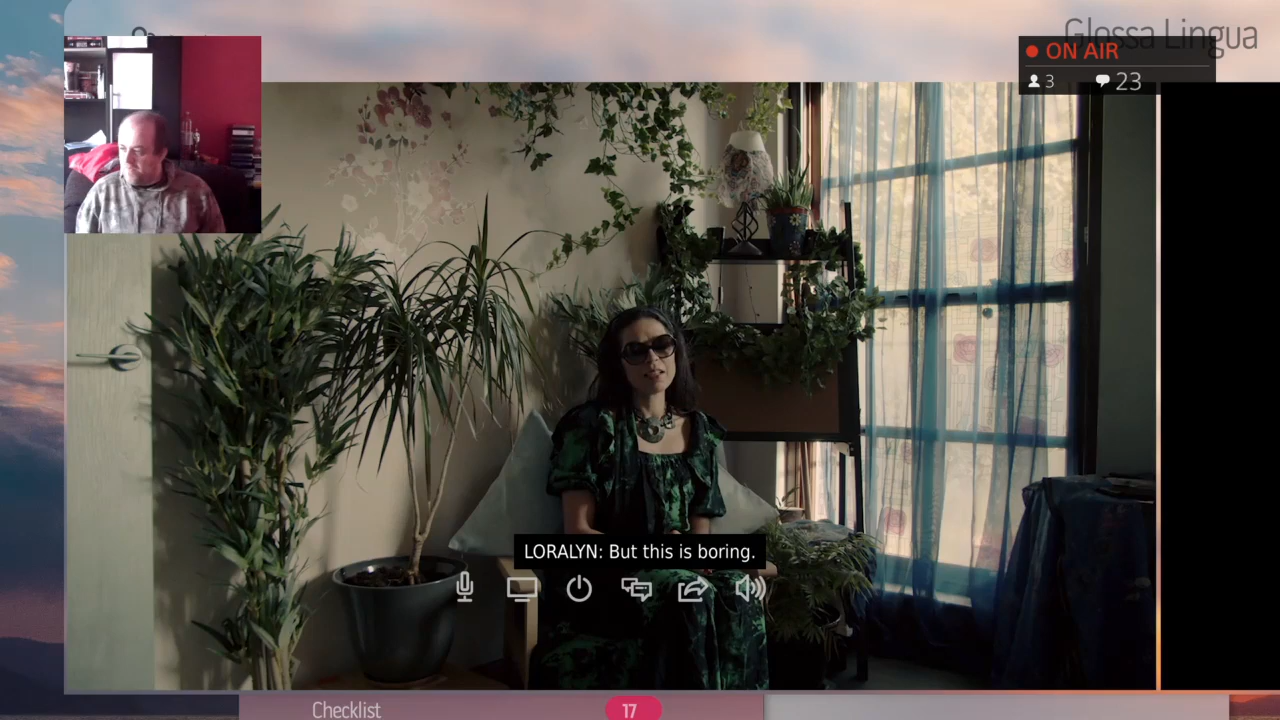 Glossa Lingua
ON AIR
3 23
LORALYN: But this is boring.
Checklist 17